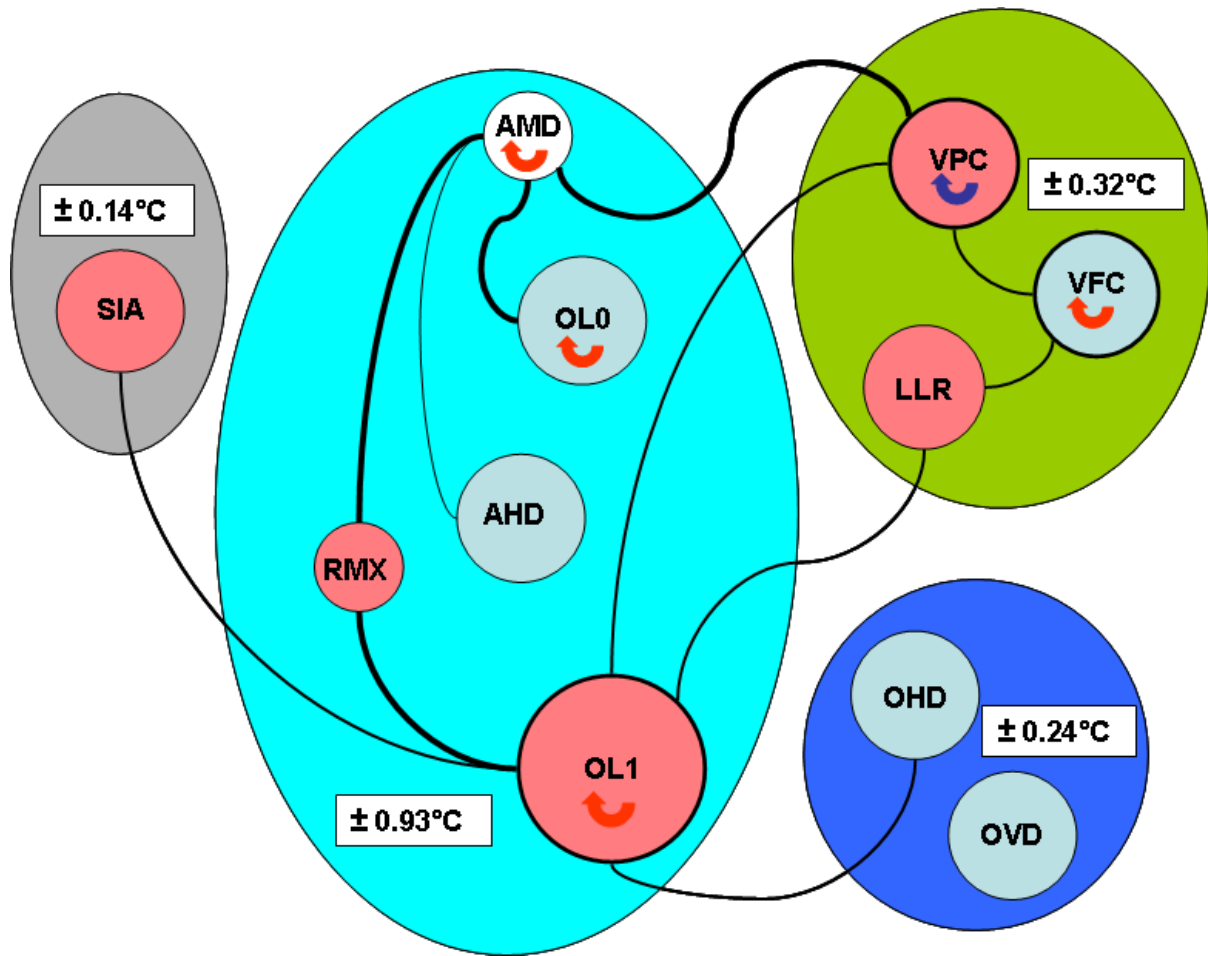 AMD
VPC
± 0.32°C
± 0.14°C
SIA
VFC
OL0
LLR
AHD
RMX
OHD
± 0.24°C
OL1
± 0.93°C
OVD